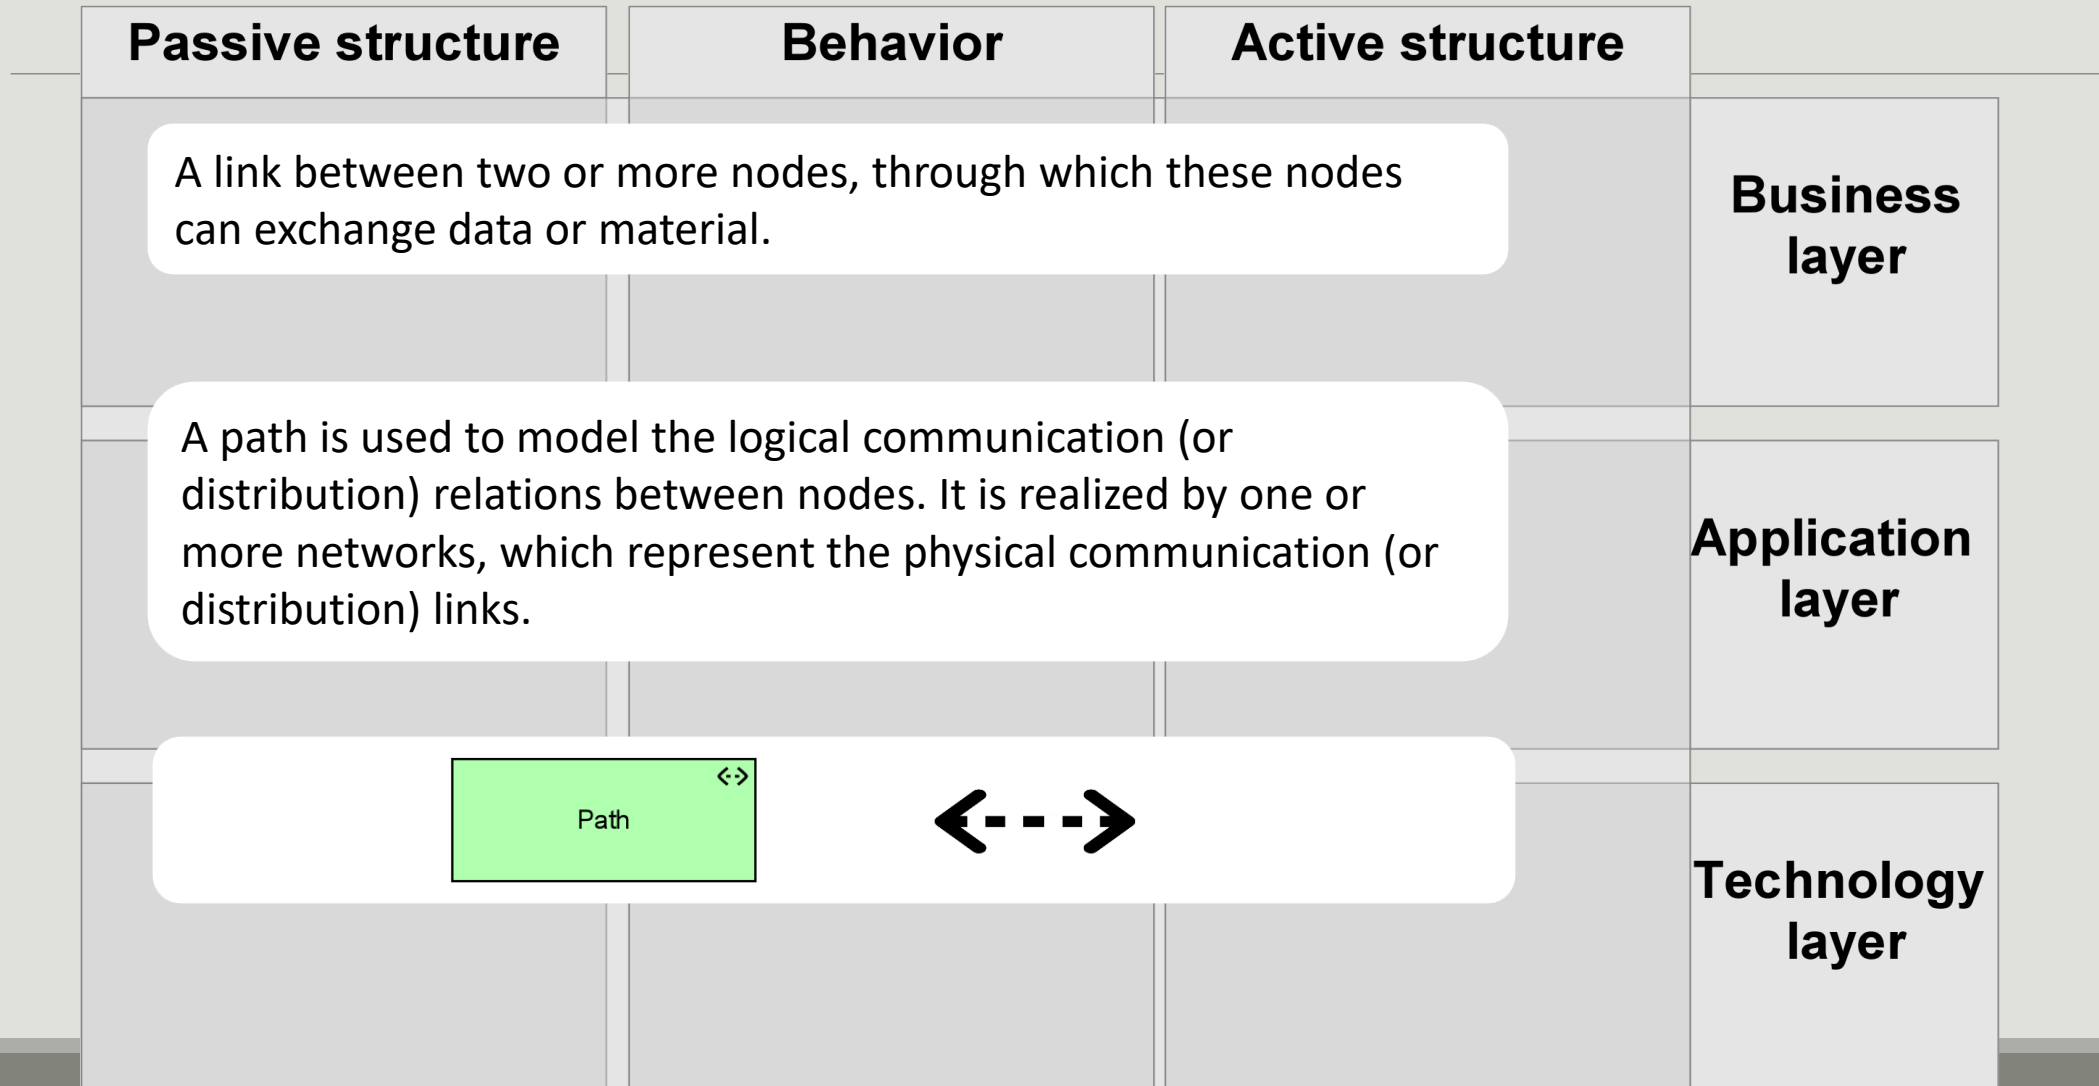 Passive structure
Behavior
Active structure
A link between two or more nodes, through which these nodes
can exchange data or material.
Business
layer
A path is used to model the logical communication (or
distribution) relations between nodes. It is realized by one or
more networks, which represent the physical communication (or
distribution) links.
Application
layer
Path
Technology
layer